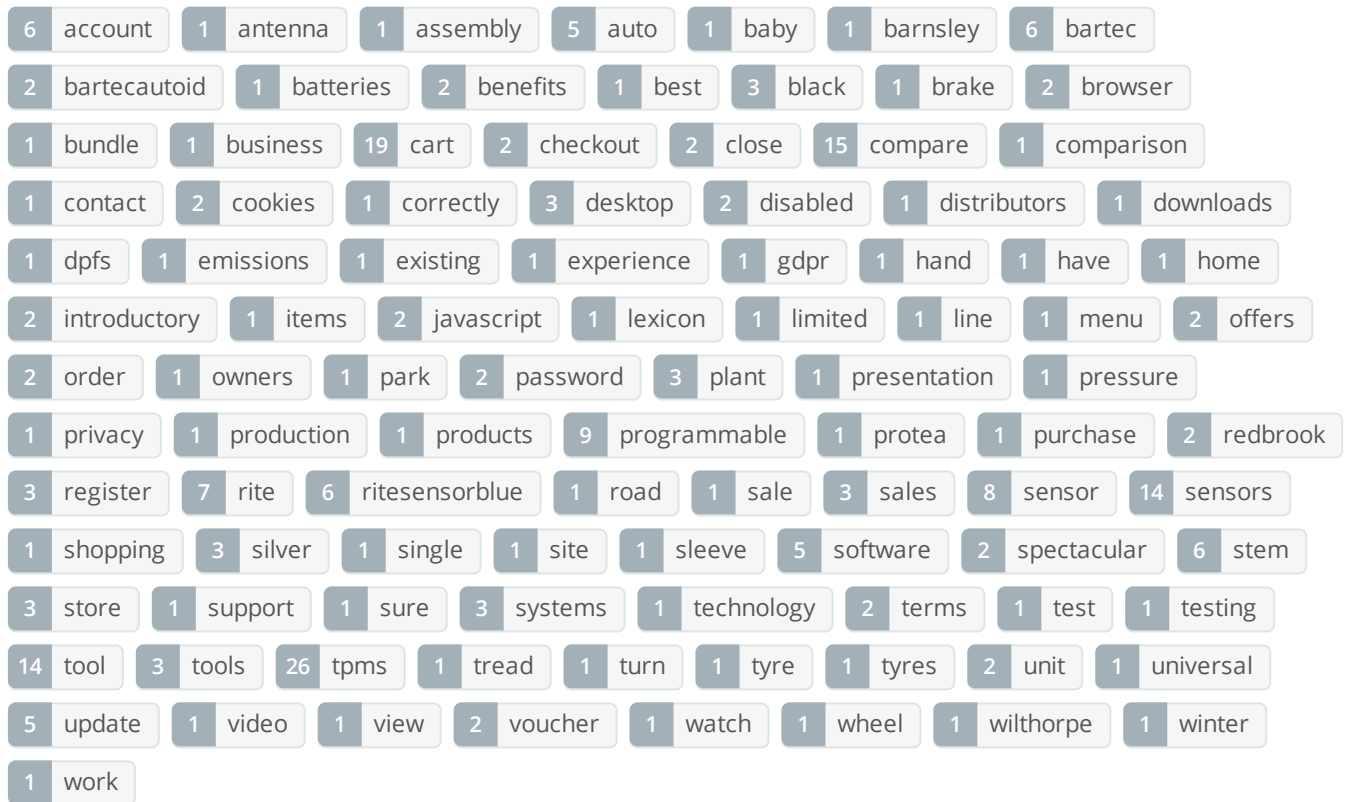 6 account 1 antenna 1 assembly 5 auto 1 baby 1 barnsley 6 bartec
2 bartecautoid 1 batteries 2 benefits 1 best 3 black 1 brake 2 browser
1 bundle 1 business 19 cart 2 checkout 2 close 15 compare 1 comparison
1 contact 2 cookies 1 correctly 3 desktop 2 disabled 1 distributors 1 downloads
1 dpfs 1 emissions 1 existing 1 experience 1 gdpr 1 hand 1 have 1 home
2 introductory 1 items 2 javascript 1 lexicon 1 limited 1 line 1 menu 2 offers
2 order 1 owners 1 park 2 password 3 plant 1 presentation 1 pressure
1 privacy 1 production 1 products 9 programmable 1 protea 1 purchase 2 redbrook
3 register 7 rite 6 ritesensorblue 1 road 1 sale 3 sales 8 sensor 14 sensors
1 shopping 3 silver 1 single 1 site 1 sleeve 5 software 2 spectacular 6 stem
3 store 1 support 1 sure 3 systems 1 technology 2 terms 1 test 1 testing
14 tool 3 tools 26 tpms 1 tread 1 turn 1 tyre 1 tyres 2 unit 1 universal
5 update 1 video 1 view 2 voucher 1 watch 1 wheel 1 wilthorpe 1 winter
1 work